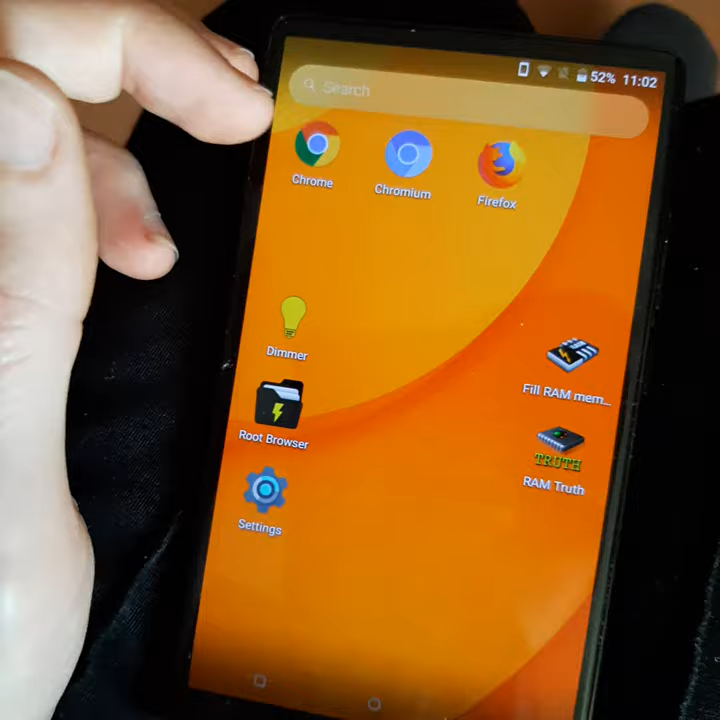 52% 11:02
Search
Chrome
Chromium
Firefox
Dimmer
Fill RAM mem...
Root Browser
TRUTH
RAM Truth
Settings